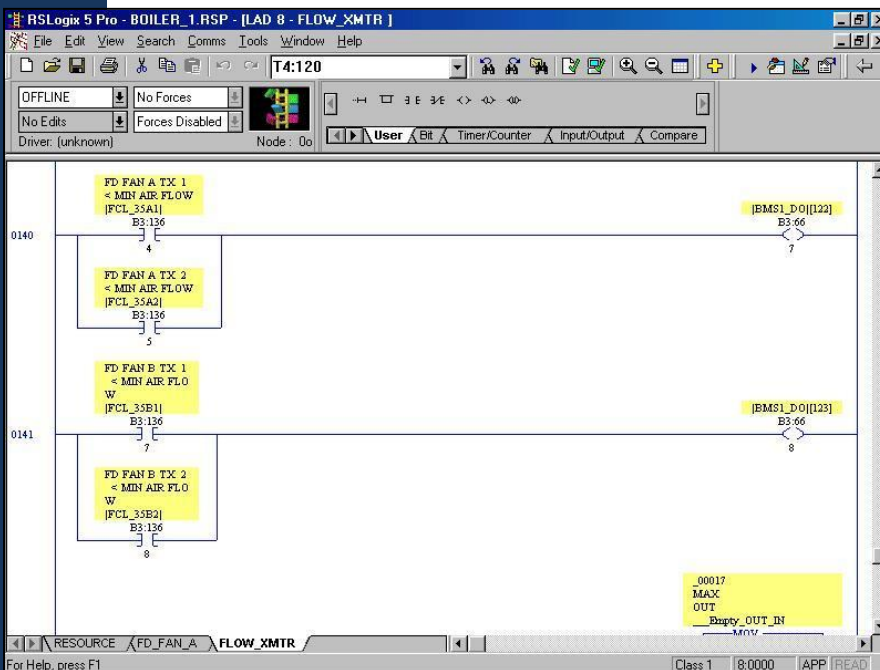 RSLogix 5 Pro - BOILER_1.RSP - [LAD 8 - FLOW_XMTR ]
File Edit View Search Comms Tools Window Help
T4:120
OFFLINE No Forces
No Edits Forces Disabled
Driver: (unknown) Node : 0o
User Bit Timer/Counter Input/Output Compare
FD FAN A TX 1
< MIN AIR FLOW
|FCL_35A1|
B3:136
4
|BMS1_DO|[122]
B3:66
7
0140
FD FAN A TX 2
< MIN AIR FLOW
|FCL_35A2|
B3:136
5
FD FAN B TX 1
< MIN AIR FLO
W
|FCL_35B1|
B3:136
7
|BMS1_DO|[123]
B3:66
8
0141
FD FAN B TX 2
< MIN AIR FLO
W
|FCL_35B2|
B3:136
8
_00017
MAX
OUT
___Empty_OUT_IN
MOV
RESOURCE FD_FAN_A FLOW_XMTR
For Help, press F1 Class 1 8:0000 APP READ